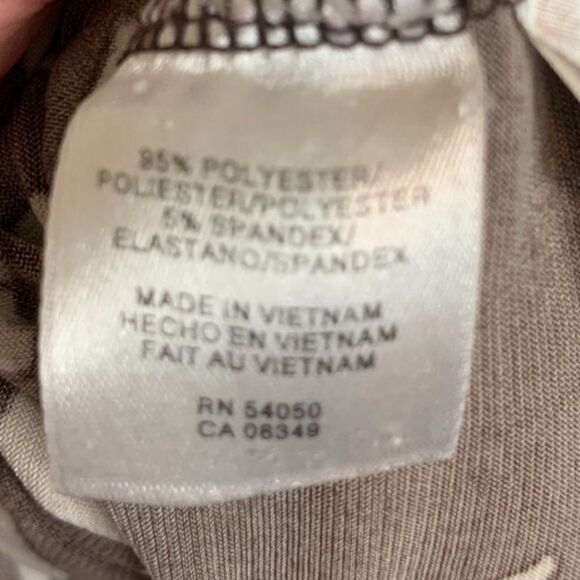 95% POLYESTER/
POLIESTER/POLYESTER
5% SPANDEX/
ELASTANO/SPANDEX
MADE IN VIETNAM
HECHO EN VIETNAM
FAIT AU VIETNAM
RN 54050
CA 08349